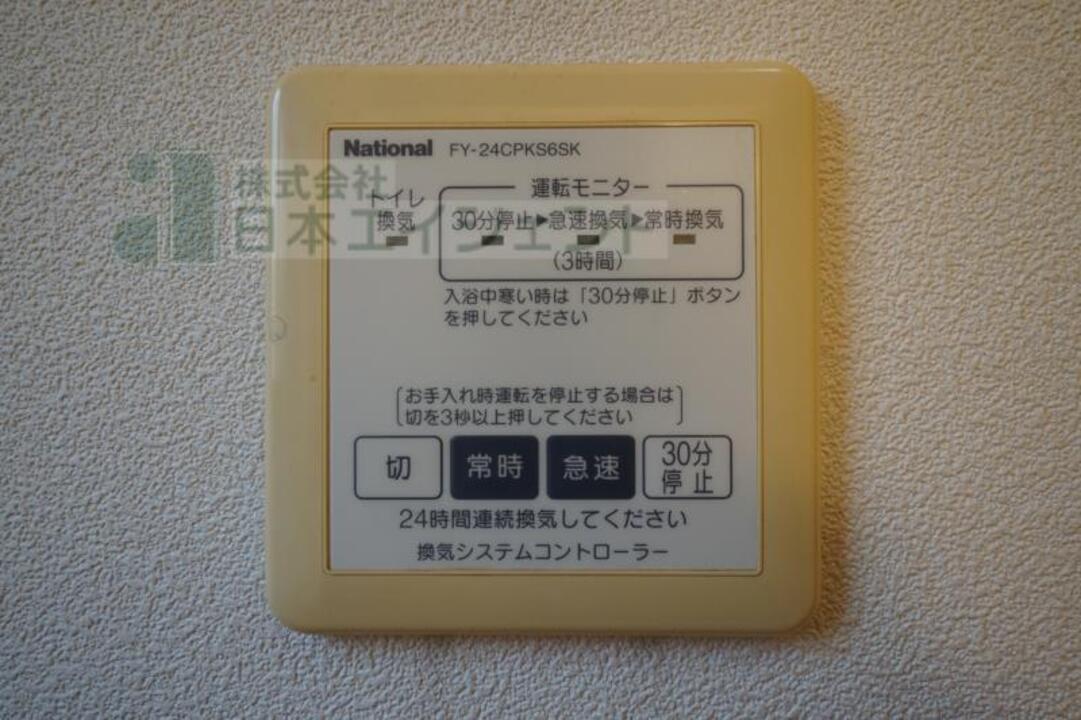 National FY-24CPKS6SK
株式会社
日本エイジェント
トイレ
換気
運転モニター
30分停止▶急速換気▶常時換気
(3時間)
入浴中寒い時は「30分停止」ボタン
を押してください
お手入れ時運転を停止する場合は
切を3秒以上押してください
切 常時 急速 30分
停止
24時間連続換気してください
換気システムコントローラー